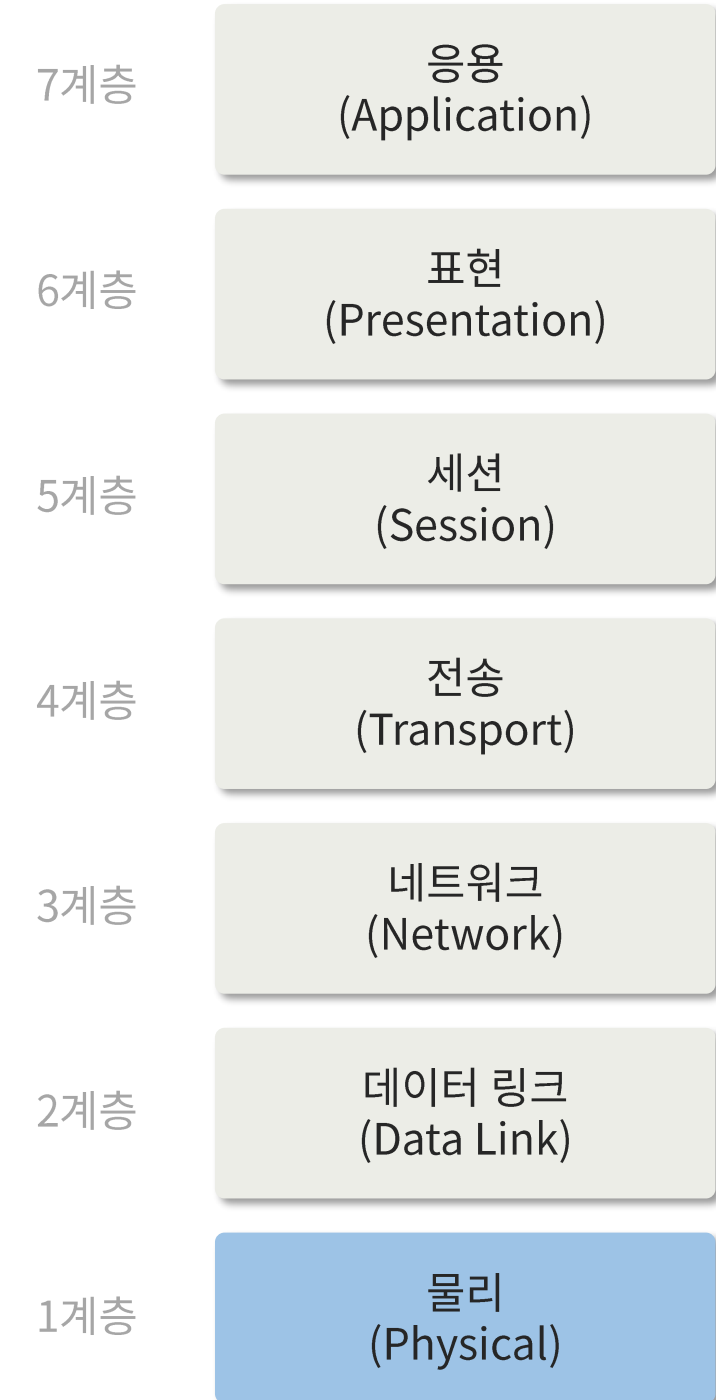 7계층
응용
(Application)
6계층
표현
(Presentation)
5계층
세션
(Session)
4계층
전송
(Transport)
3계층
네트워크
(Network)
2계층
데이터 링크
(Data Link)
1계층
물리
(Physical)